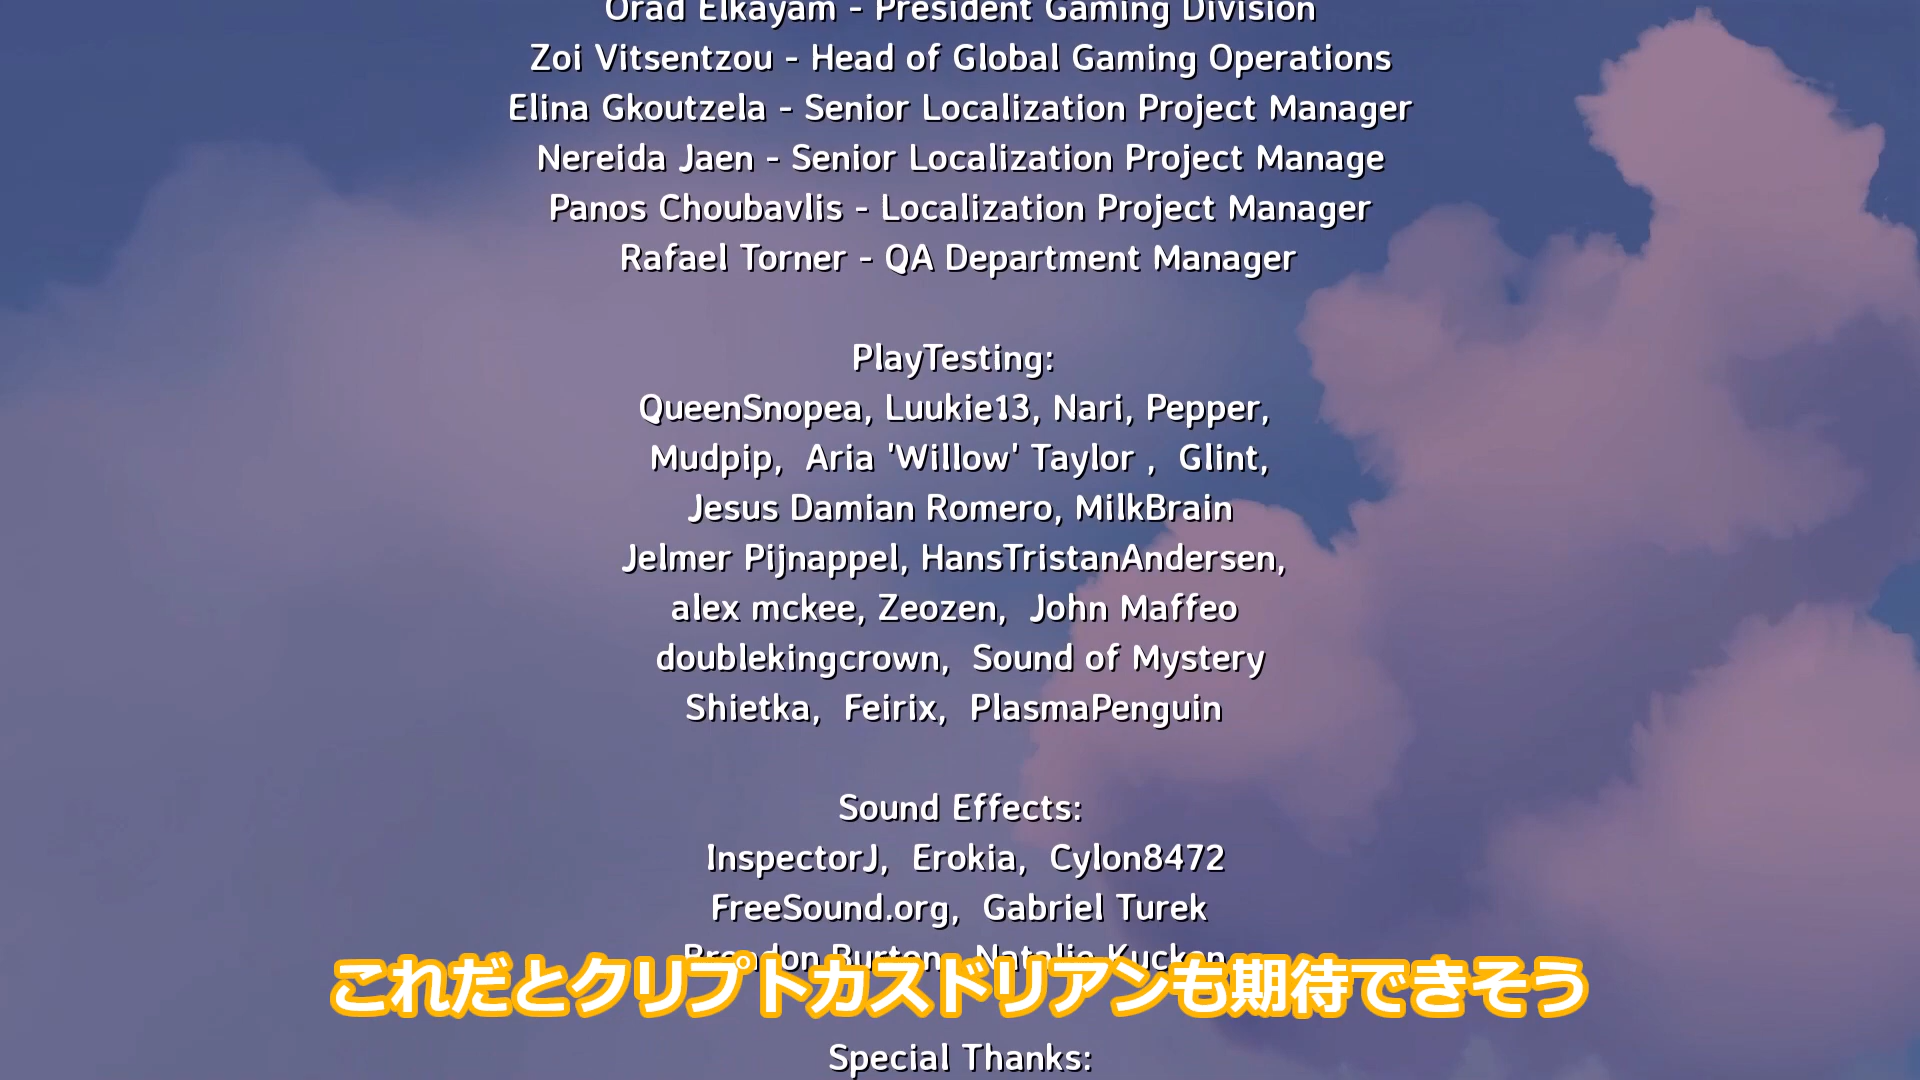 Orad Elkayam - President Gaming Division
Zoi Vitsentzou - Head of Global Gaming Operations
Elina Gkoutzela - Senior Localization Project Manager
Nereida Jaen - Senior Localization Project Manage
Panos Choubavlis - Localization Project Manager
Rafael Torner - QA Department Manager
PlayTesting:
QueenSnopea, Luukie13, Nari, Pepper,
Mudpip, Aria 'Willow' Taylor , Glint,
Jesus Damian Romero, MilkBrain
Jelmer Pijnappel, HansTristanAndersen,
alex mckee, Zeozen, John Maffeo
doublekingcrown, Sound of Mystery
Shietka, Feirix, PlasmaPenguin
Sound Effects:
InspectorJ, Erokia, Cylon8472
FreeSound.org, Gabriel Turek
Burton, Natalie
これだとクリプトカスドリアンも期待できそう
Special Thanks: